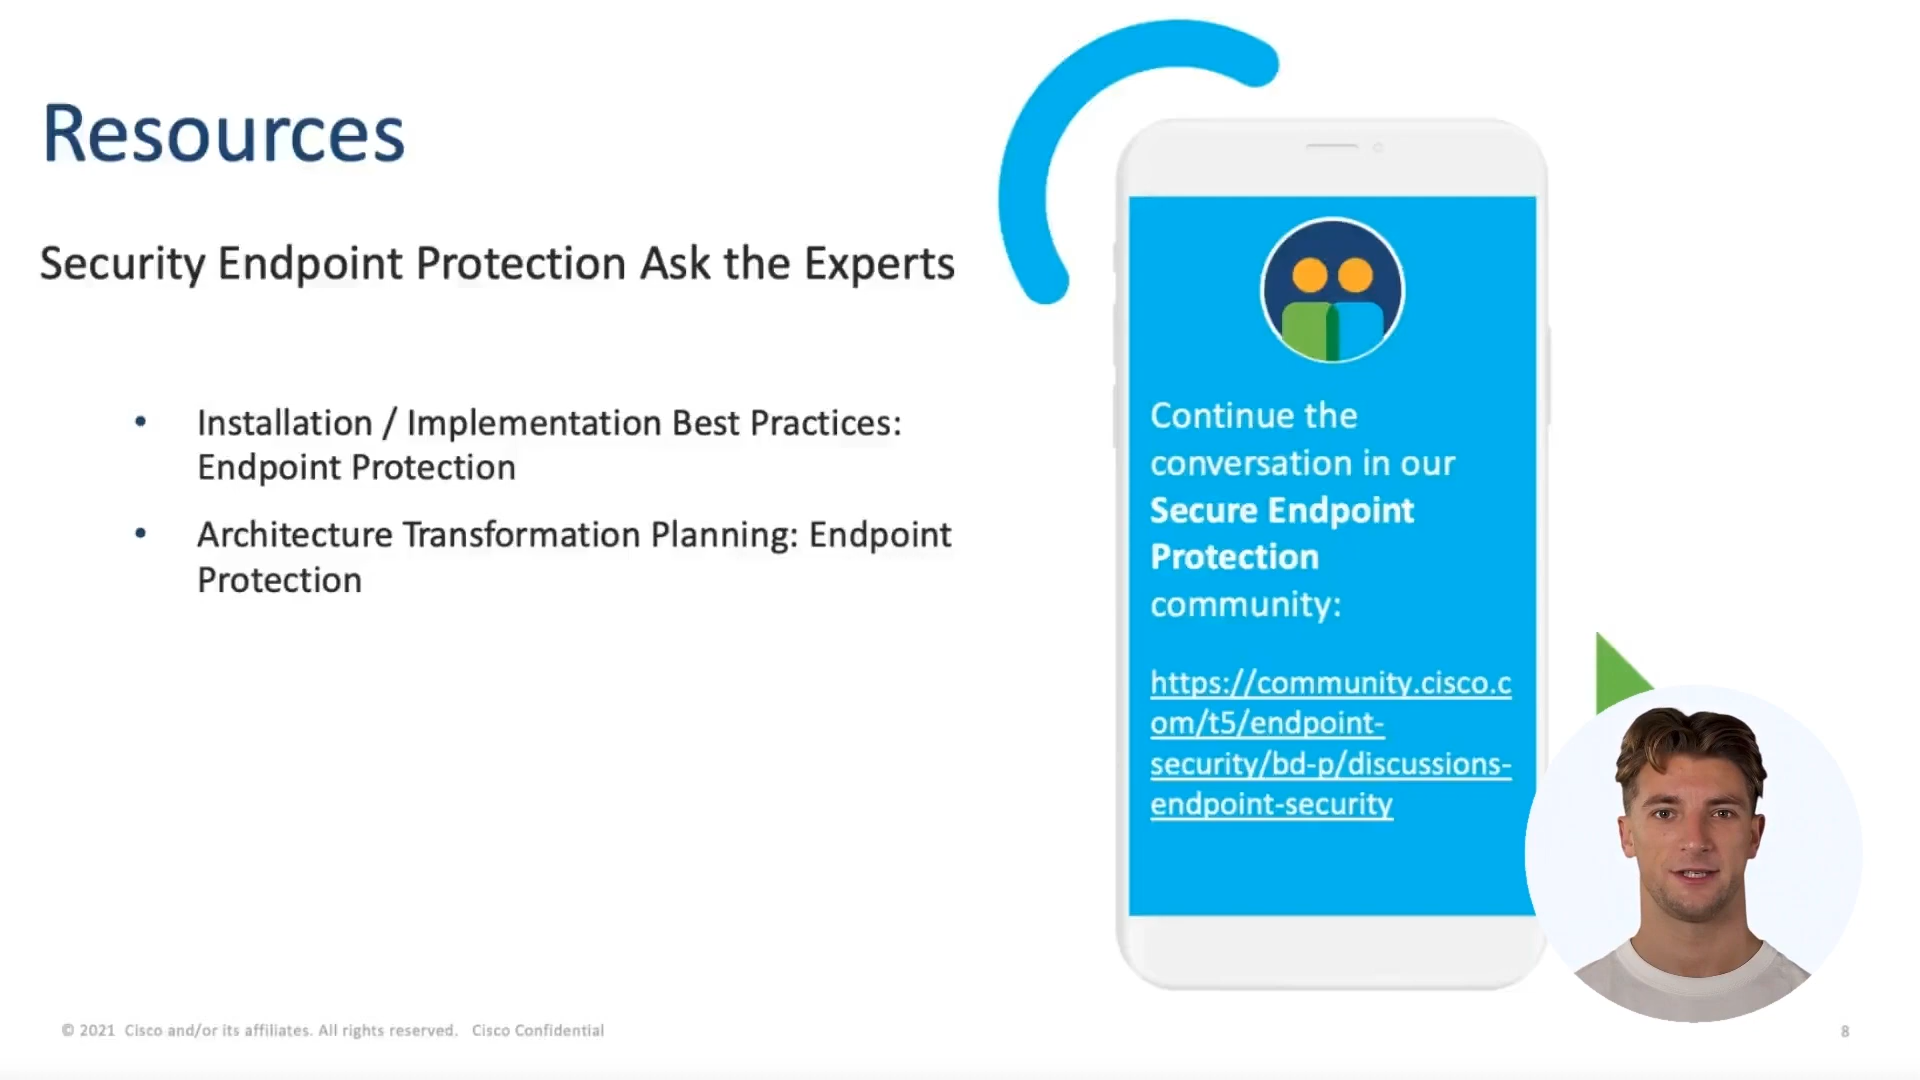 Resources
Security Endpoint Protection Ask the Experts
• Installation / Implementation Best Practices:
Endpoint Protection
• Architecture Transformation Planning: Endpoint
Protection
Continue the
conversation in our
Secure Endpoint
Protection
community:
https://community.cisco.c
om/t5/endpoint-
security/bd-p/discussions-
endpoint-security
© 2021 Cisco and/or its affiliates. All rights reserved. Cisco Confidential
8